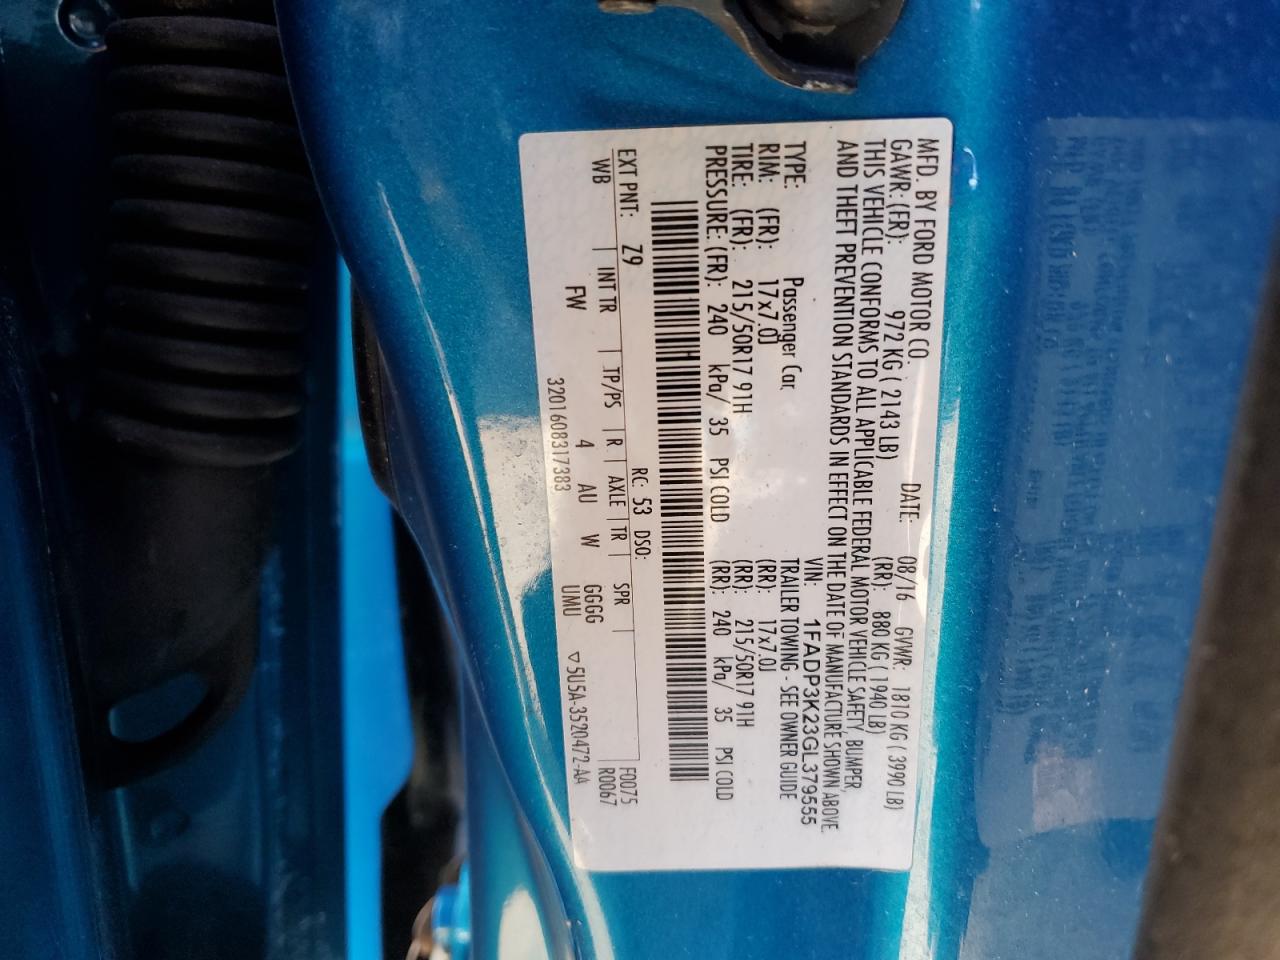 MFD. BY FORD MOTOR CO
DATE: 08/16 GVWR: 1810 KG ( 3990 LB)
GAWR: (FR): 972 KG ( 2143 LB) (RR): 880 KG ( 1940 LB)
THIS VEHICLE CONFORMS TO ALL APPLICABLE FEDERAL MOTOR VEHICLE SAFETY, BUMPER,
AND THEFT PREVENTION STANDARDS IN EFFECT ON THE DATE OF MANUFACTURE SHOWN ABOVE.
VIN: 1FADP3K23GL379555
TYPE: Passenger Car, TRAILER TOWING - SEE OWNER GUIDE
RIM: (FR): 17x7.0J (RR): 17x7.0J
TIRE: (FR): 215/50R17 91H (RR): 215/50R17 91H
PRESSURE: (FR): 240 kPa/ 35 PSI COLD (RR): 240 kPa/ 35 PSI COLD
RC: 53 DSO:
EXT PNT: Z9 F0075
WB | INT TR | TP/PS | R | AXLE | TR | SPR R0067
FW 4 AU W GGGG
UMU
3201608317383 ▽5U5A-3520472-AA